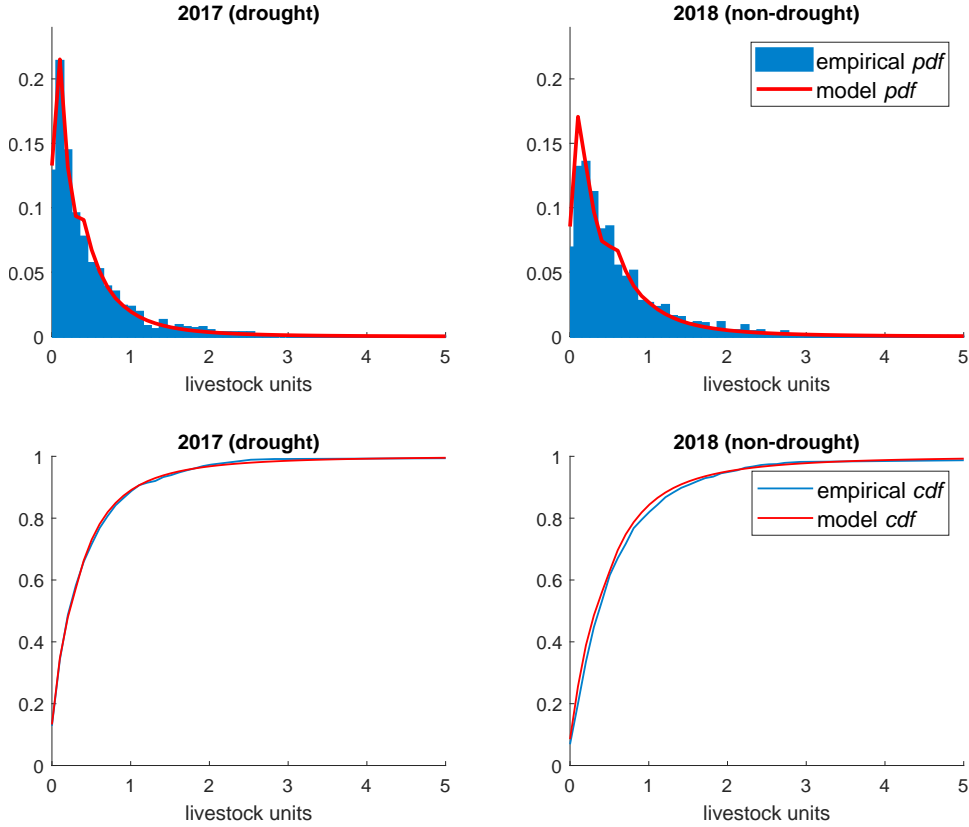 2017 (drought)
0.2
0.15
0.1
0.05
0
0 1 2 3 4 5
livestock units
2018 (non-drought)
empirical pdf
model pdf
0.2
0.15
0.1
0.05
0
0 1 2 3 4 5
livestock units
2017 (drought)
1
0.8
0.6
0.4
0.2
0
0 1 2 3 4 5
livestock units
2018 (non-drought)
empirical cdf
model cdf
1
0.8
0.6
0.4
0.2
0
0 1 2 3 4 5
livestock units